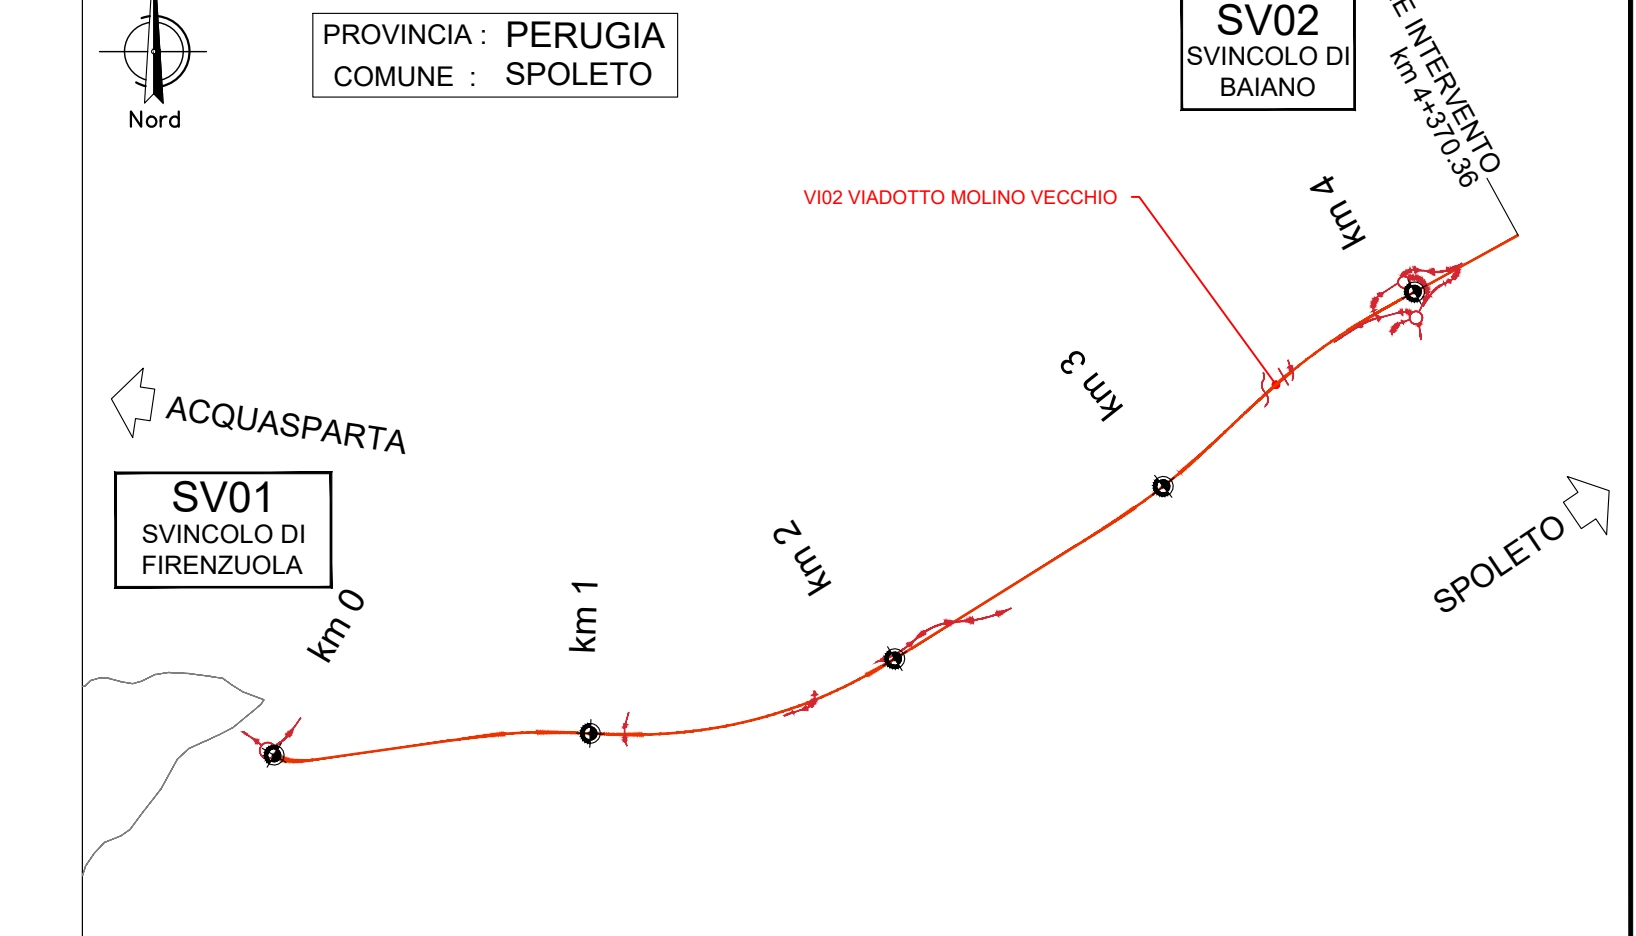 Nord
PROVINCIA : PERUGIA
COMUNE : SPOLETO
SV02
SVINCOLO DI
BAIANO
INTERVENTO
km 4+370.36
VI02 VIADOTTO MOLINO VECCHIO
km 4
km 3
ACQUASPARTA
SV01
SVINCOLO DI
FIRENZUOLA
km 2
SPOLETO
km 1
km 0